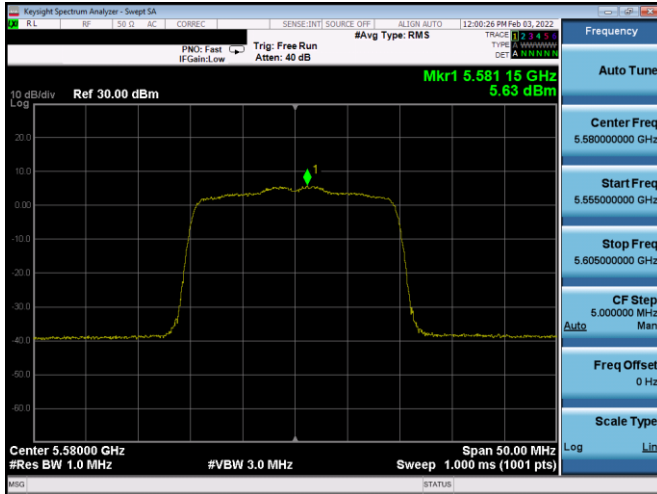 Keysight Spectrum Analyzer - Swept SA
RL RF 50 Ω AC CORREC SENSE:INT SOURCE OFF ALIGN AUTO 12:00:26 PM Feb 03, 2022
#Avg Type: RMS
TRACE 1 2 3 4 5 6
TYPE A WWWWW
DET A N N N N N
PNO: Fast
IFGain:Low
Trig: Free Run
Atten: 40 dB
Mkr1 5.581 15 GHz
5.63 dBm
10 dB/div
Log
Ref 30.00 dBm
20.0
10.0
0.00
-10.0
-20.0
-30.0
-40.0
-50.0
-60.0
1
Center 5.58000 GHz
Span 50.00 MHz
#Res BW 1.0 MHz
#VBW 3.0 MHz
Sweep 1.000 ms (1001 pts)
MSG
STATUS
Frequency
Auto Tune
Center Freq
5.580000000 GHz
Start Freq
5.555000000 GHz
Stop Freq
5.605000000 GHz
CF Step
5.000000 MHz
Auto Man
Freq Offset
0 Hz
Scale Type
Log Lin